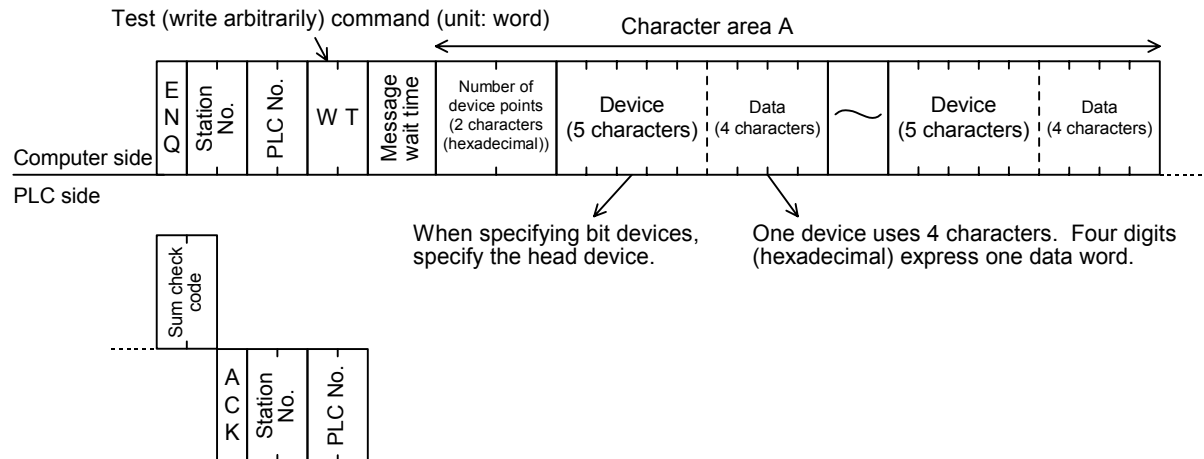 Test (write arbitrarily) command (unit: word)
Character area A
E
N
Q
Station
No.
PLC No.
W T
Message
wait time
Number of
device points
(2 characters
(hexadecimal))
Device
(5 characters)
Data
(4 characters)
Device
(5 characters)
Data
(4 characters)
Computer side
PLC side
When specifying bit devices,
specify the head device.
One device uses 4 characters.  Four digits
(hexadecimal) express one data word.
Sum check
code
A
C
K
Station
No.
PLC No.